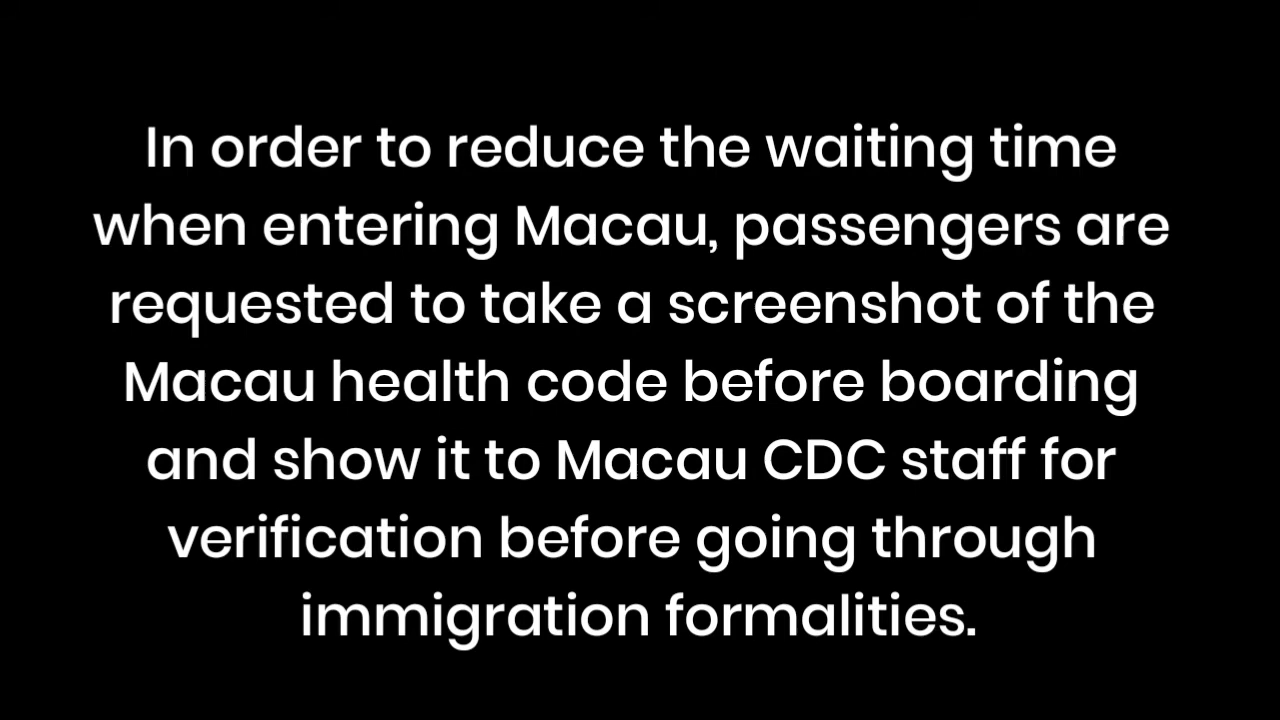 In order to reduce the waiting time
when entering Macau, passengers are
requested to take a screenshot of the
Macau health code before boarding
and show it to Macau CDC staff for
verification before going through
immigration formalities.